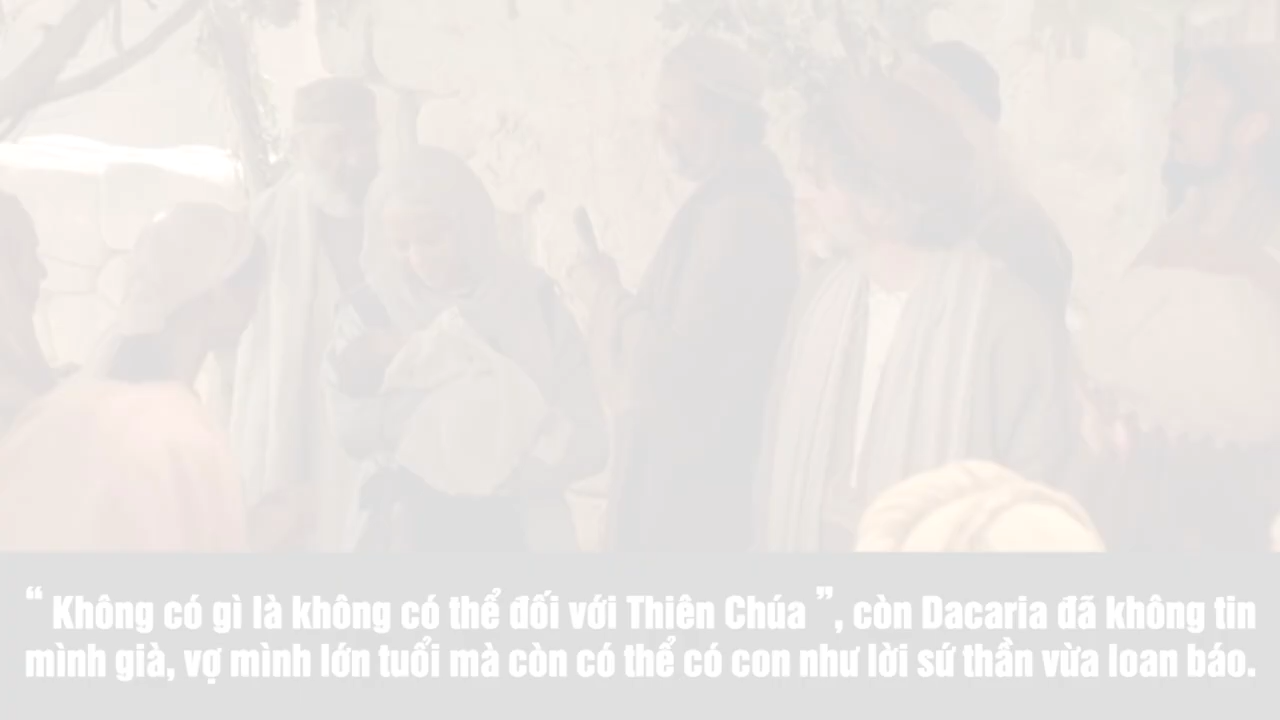 “ Không có gì là không có thể đối với Thiên Chúa ”, còn Dacaria đã không tin
mình già, vợ mình lớn tuổi mà còn có thể có con như lời sứ thần vừa loan báo.